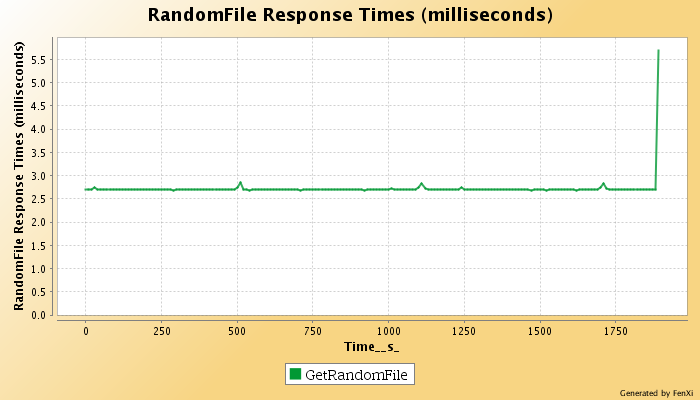 RandomFile Response Times (milliseconds)
RandomFile Response Times (milliseconds)
5.5
5.0
4.5
4.0
3.5
3.0
2.5
2.0
1.5
1.0
0.5
0.0
0 250 500 750 1000 1250 1500 1750
Time__s_
GetRandomFile
Generated by FenXi